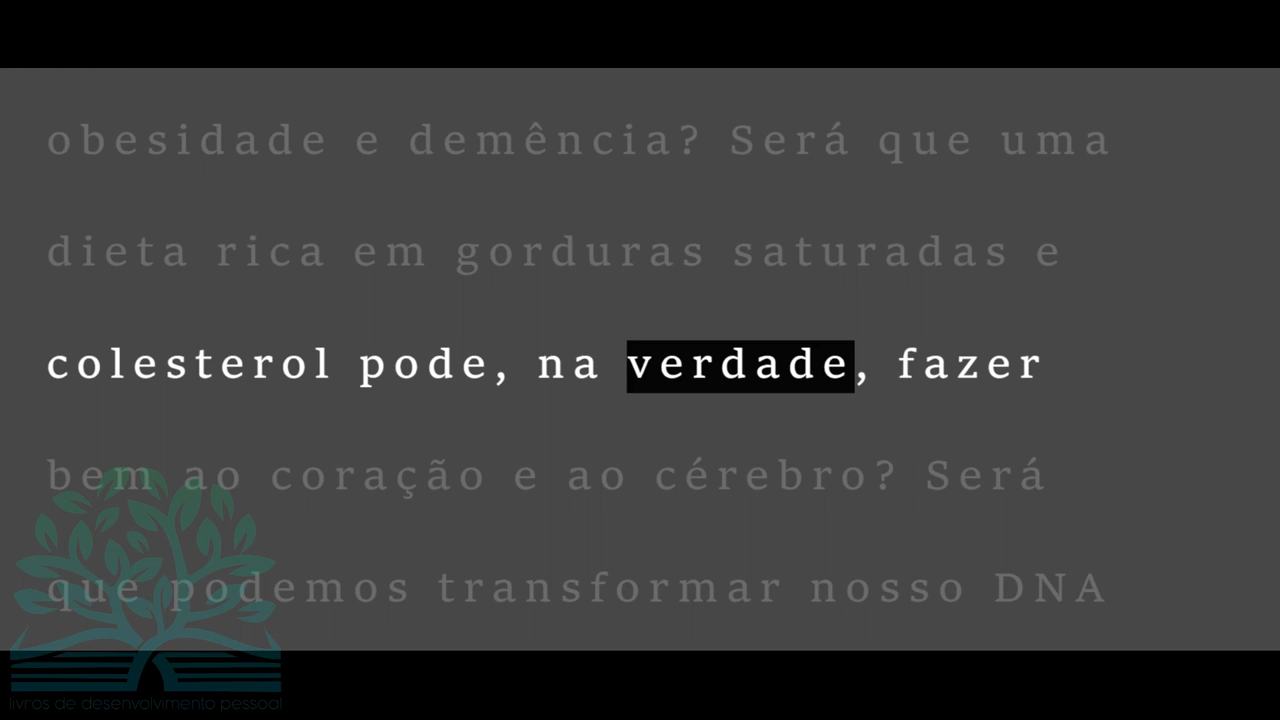 obesidade e demência? Será que uma
dieta rica em gorduras saturadas e
colesterol pode, na verdade, fazer
bem ao coração e ao cérebro? Será
que podemos transformar nosso DNA
livros de desenvolvimento pessoal